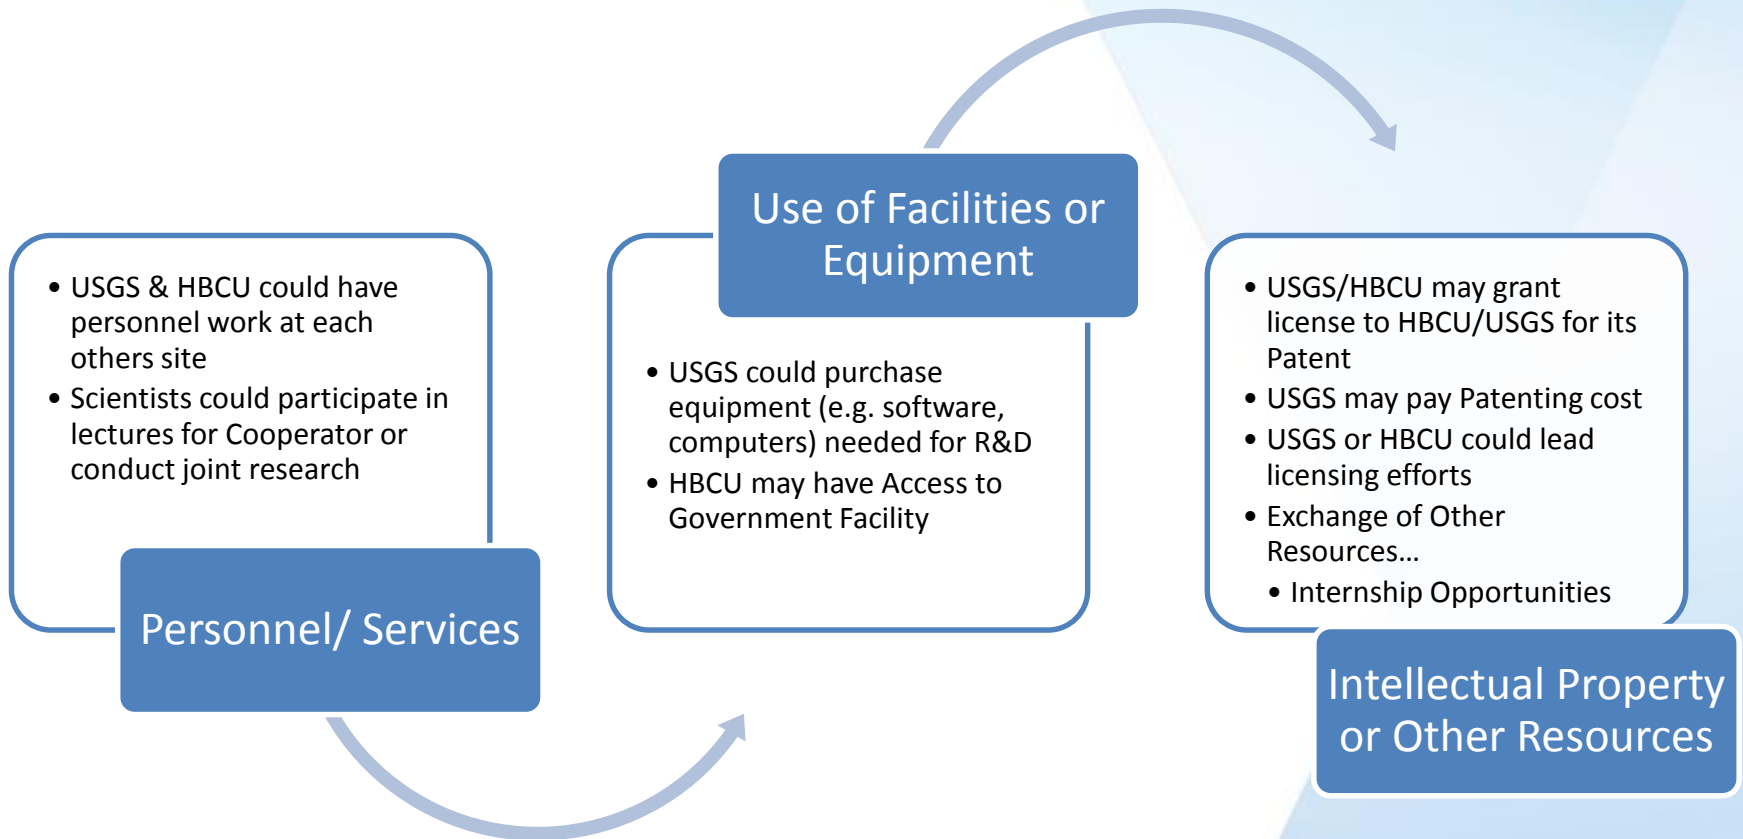 • USGS & HBCU could have
personnel work at each
others site
• Scientists could participate in
lectures for Cooperator or
conduct joint research
Personnel/ Services
Use of Facilities or
Equipment
• USGS could purchase
equipment (e.g. software,
computers) needed for R&D
• HBCU may have Access to
Government Facility
• USGS/HBCU may grant
license to HBCU/USGS for its
Patent
• USGS may pay Patenting cost
• USGS or HBCU could lead
licensing efforts
• Exchange of Other
Resources…
• Internship Opportunities
Intellectual Property
or Other Resources